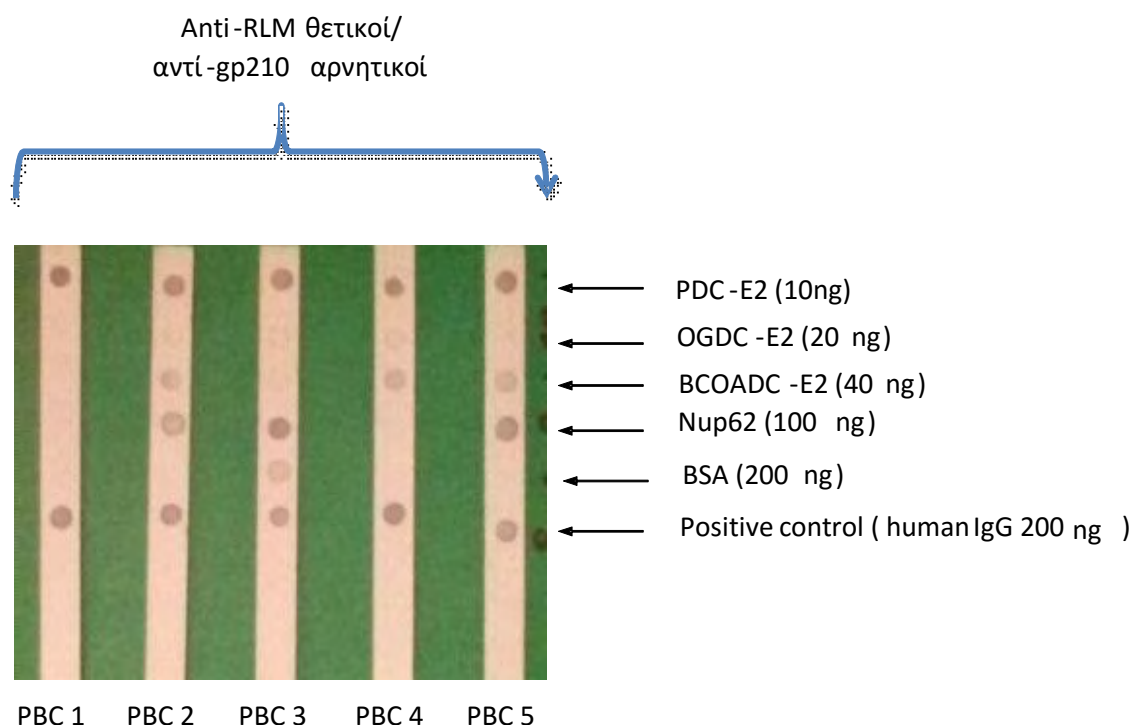 Anti-RLM θετικοί/
αντί-gp210 αρνητικοί
PDC-E2 (10ng)
OGDC-E2 (20 ng)
BCOADC-E2 (40 ng)
Nup62 (100 ng)
BSA (200 ng)
Positive control (human IgG 200 ng)
PBC 1 PBC 2 PBC 3 PBC 4 PBC 5